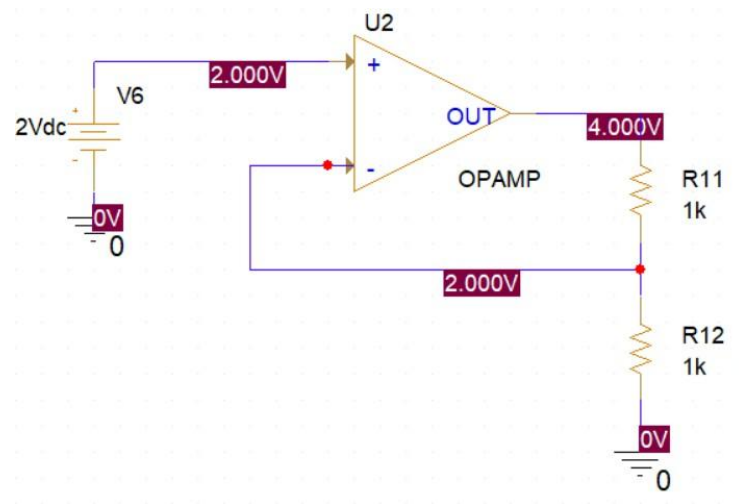 U2
+
2.000V
V6
+
2Vdc
-
OUT
4.000V
-
OPAMP
R11
1k
0V
0
2.000V
R12
1k
0V
0